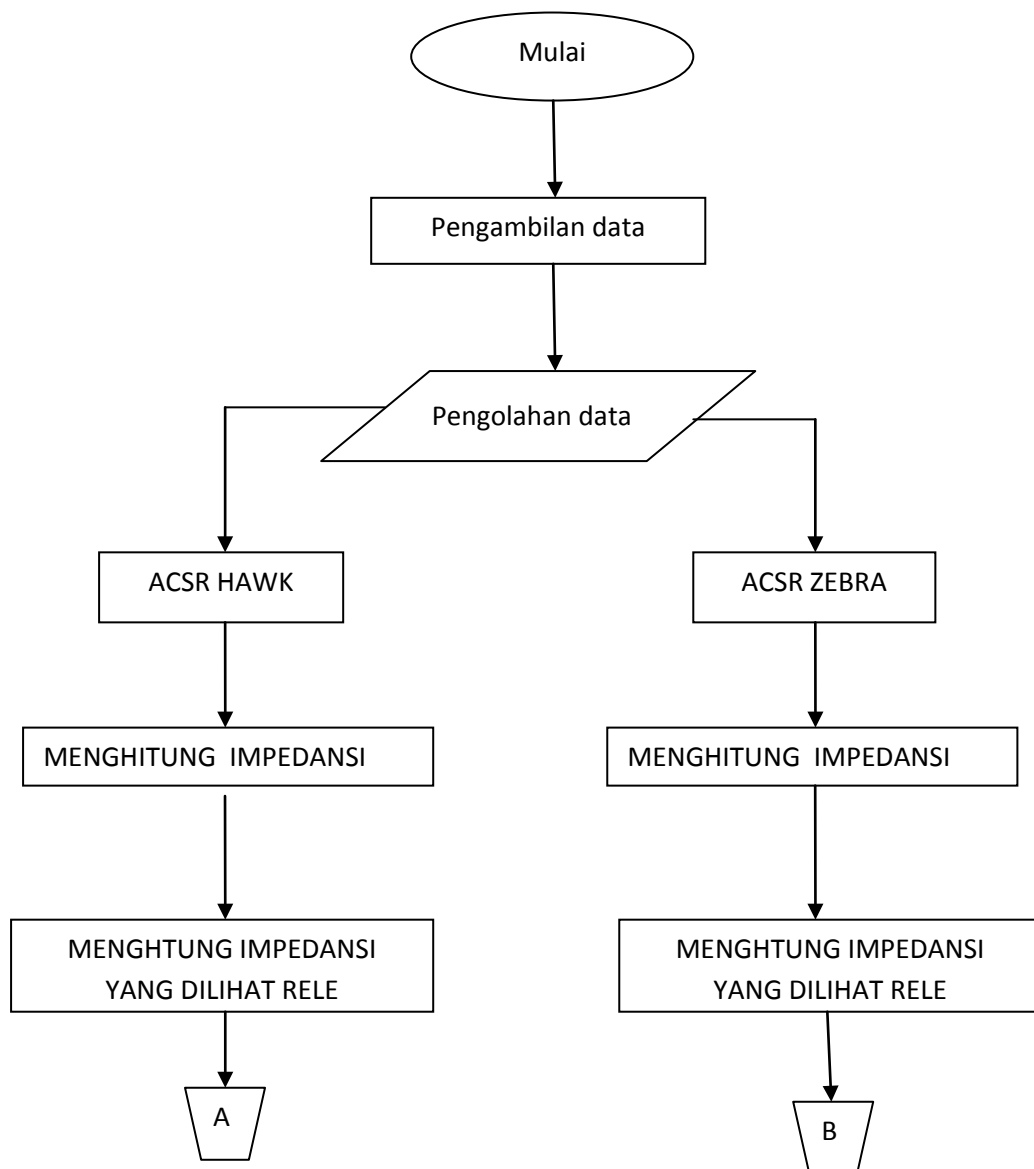 Mulai
Pengambilan data
Pengolahan data
ACSR HAWK
ACSR ZEBRA
MENGHITUNG  IMPEDANSI
MENGHITUNG  IMPEDANSI
MENGHTUNG IMPEDANSI
YANG DILIHAT RELE
MENGHTUNG IMPEDANSI
YANG DILIHAT RELE
A
B